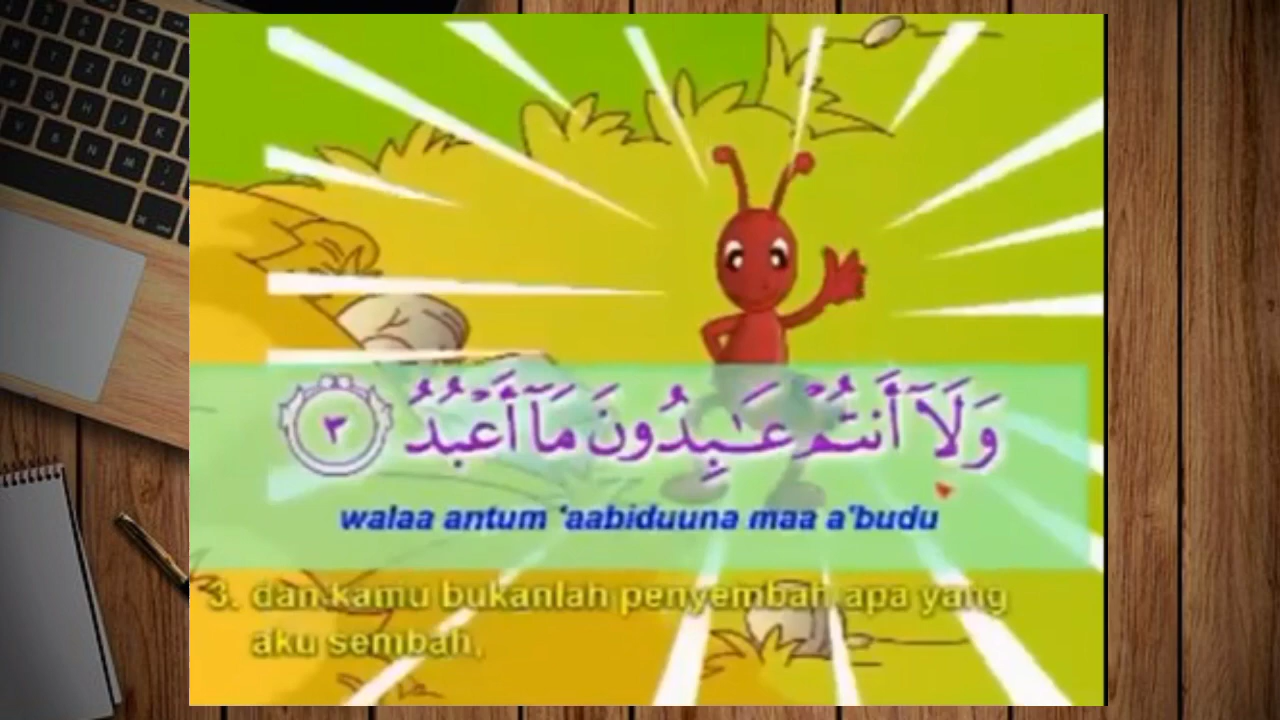 وَلَآ أَنتُمْ عَـٰبِدُونَ مَآ أَعْبُدُ ٣
walaa antum 'aabiduuna maa a'budu
3. dan kamu bukanlah penyembah apa yang
aku sembah,